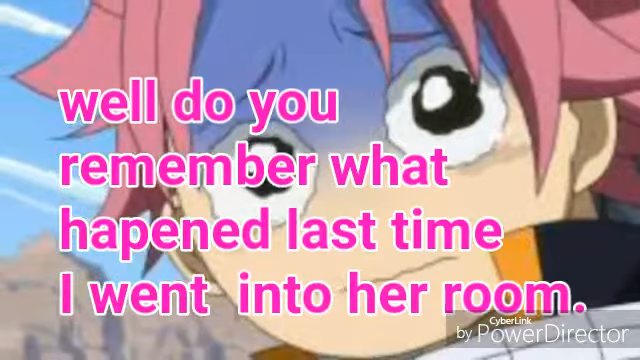 well do you
remember what
hapened last time
I went  into her room.
CyberLink
by PowerDirector